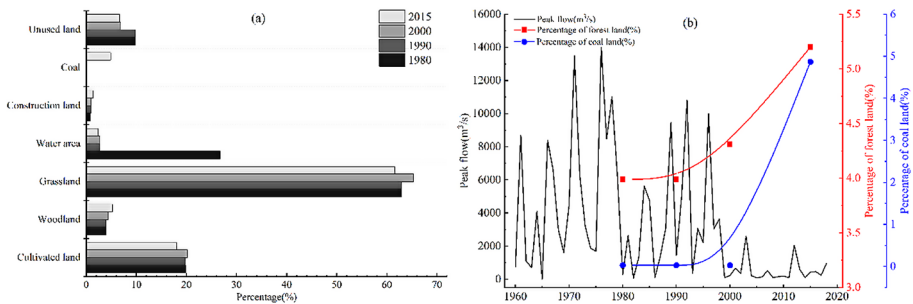 (a)
2015
2000
1990
1980
Unused land
Coal
Construction land
Water area
Grassland
Woodland
Cultivated land
0 10 20 30 40 50 60 70
Percentage(%)
(b)
Peak flow(m³/s)
Percentage of forest land(%)
Percentage of coal land(%)
Peak flow(m³/s)
16000
14000
12000
10000
8000
6000
4000
2000
0
1960 1970 1980 1990 2000 2010 2020
5.5
5.0
4.5
4.0
3.5
3.0
Percentage of forest land(%)
6
5
4
3
2
1
0
Percentage of coal land(%)